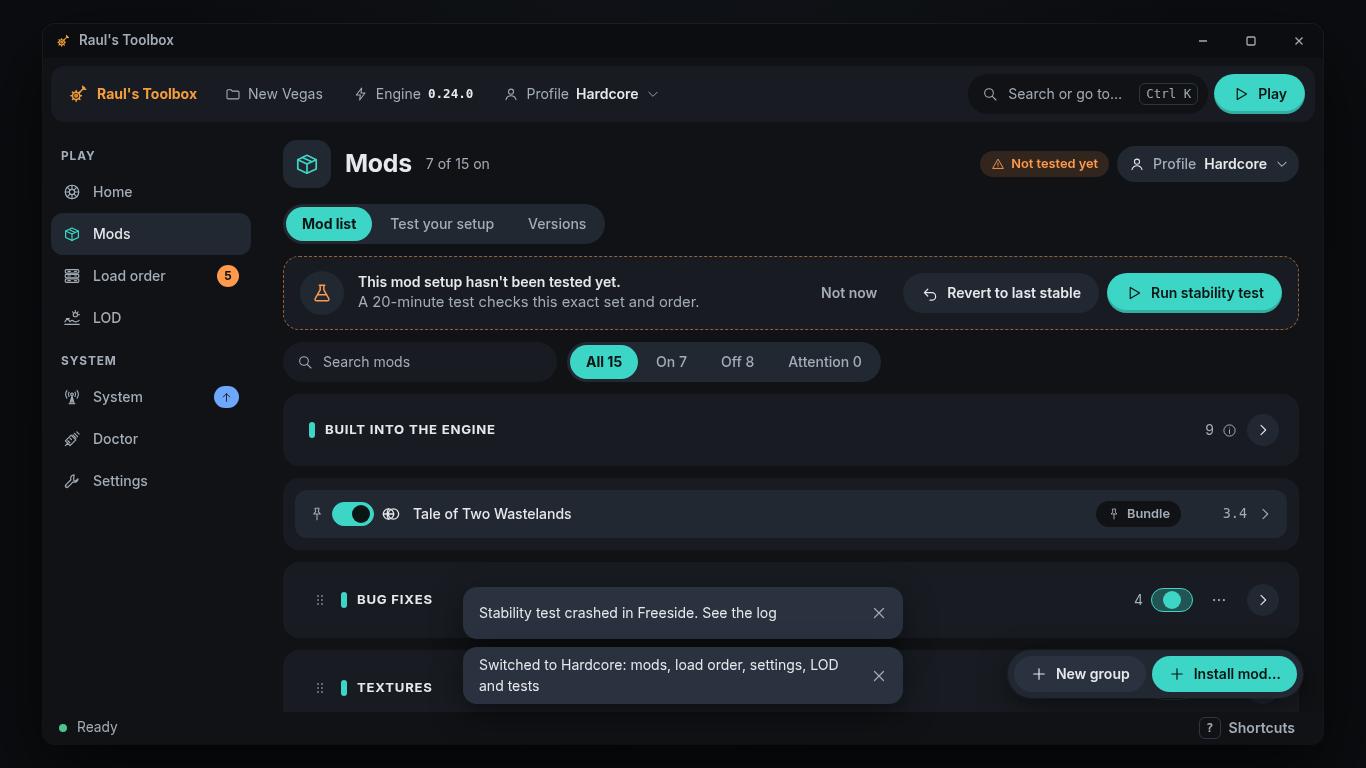 Raul's Toolbox
Raul's Toolbox
New Vegas
Engine 0.24.0
Profile Hardcore
Search or go to...
Ctrl K
Play
PLAY
Home
Mods
Load order
5
LOD
SYSTEM
System
Doctor
Settings
Mods
7 of 15 on
Not tested yet
Profile Hardcore
Mod list
Test your setup
Versions
This mod setup hasn't been tested yet.
A 20-minute test checks this exact set and order.
Not now
Revert to last stable
Run stability test
Search mods
All 15
On 7
Off 8
Attention 0
BUILT INTO THE ENGINE
9
Tale of Two Wastelands
Bundle
3.4
BUG FIXES
4
Stability test crashed in Freeside. See the log
Switched to Hardcore: mods, load order, settings, LOD
and tests
TEXTURES
New group
Install mod...
Ready
? Shortcuts